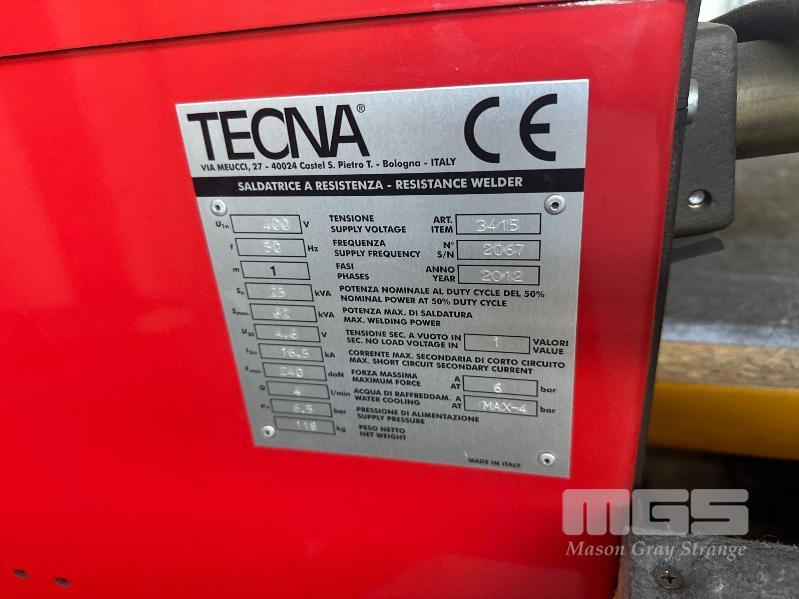 TECNA® CE
VIA MEUCCI, 27 - 40024 Castel S. Pietro T. - Bologna - ITALY
SALDATRICE A RESISTENZA - RESISTANCE WELDER
U1n 400 V TENSIONE SUPPLY VOLTAGE ART. ITEM 3415
f 50 Hz FREQUENZA SUPPLY FREQUENCY N° S/N 2067
m 1 FASI PHASES ANNO YEAR 2012
Sn 25 kVA POTENZA NOMINALE AL DUTY CYCLE DEL 50% NOMINAL POWER AT 50% DUTY CYCLE
Smax. kVA POTENZA MAX. DI SALDATURA MAX. WELDING POWER
U20 V TENSIONE SEC. A VUOTO IN SEC. NO LOAD VOLTAGE IN 1 VALORI VALUE
16,5 kA CORRENTE MAX. SECONDARIA DI CORTO CIRCUITO MAX. SHORT CIRCUIT SECONDARY CURRENT
Fmax. 240 daN FORZA MASSIMA MAXIMUM FORCE A AT 6 bar
Q 4 l/min ACQUA DI RAFFREDDAM. WATER COOLING A AT MAX-4 bar
6,5 bar PRESSIONE DI ALIMENTAZIONE SUPPLY PRESSURE
kg PESO NETTO NET WEIGHT
MADE IN ITALY
MGS
Mason Gray Strange